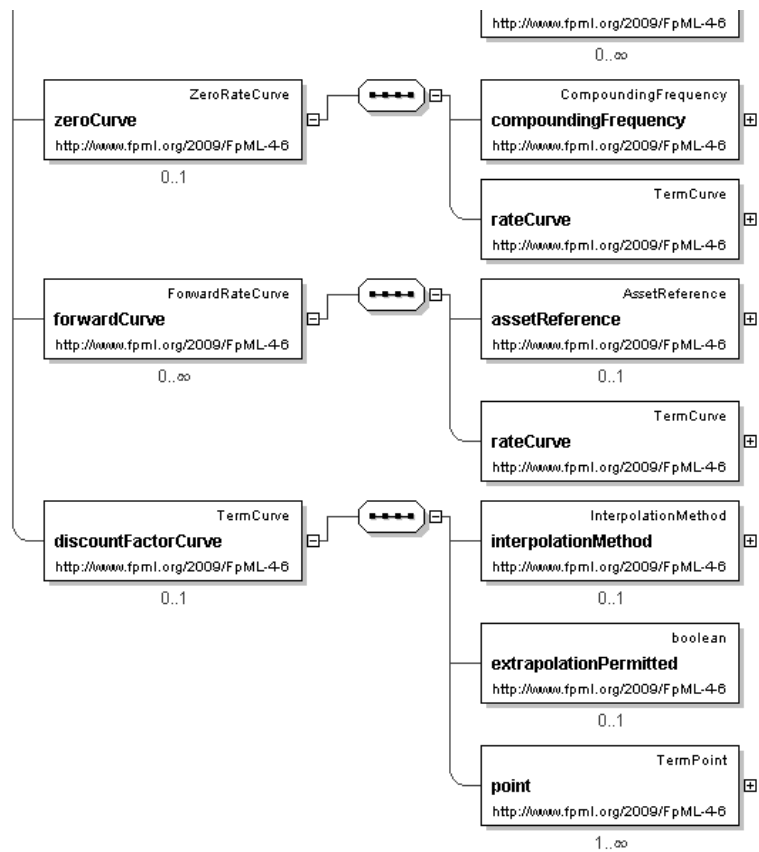 http://www.fpml.org/2009/FpML-4-6
0..∞
ZeroRateCurve
zeroCurve
http://www.fpml.org/2009/FpML-4-6
0..1
CompoundingFrequency
compoundingFrequency
http://www.fpml.org/2009/FpML-4-6
TermCurve
rateCurve
http://www.fpml.org/2009/FpML-4-6
ForwardRateCurve
forwardCurve
http://www.fpml.org/2009/FpML-4-6
0..∞
AssetReference
assetReference
http://www.fpml.org/2009/FpML-4-6
0..1
TermCurve
rateCurve
http://www.fpml.org/2009/FpML-4-6
TermCurve
discountFactorCurve
http://www.fpml.org/2009/FpML-4-6
0..1
InterpolationMethod
interpolationMethod
http://www.fpml.org/2009/FpML-4-6
0..1
boolean
extrapolationPermitted
http://www.fpml.org/2009/FpML-4-6
0..1
TermPoint
point
http://www.fpml.org/2009/FpML-4-6
1..∞